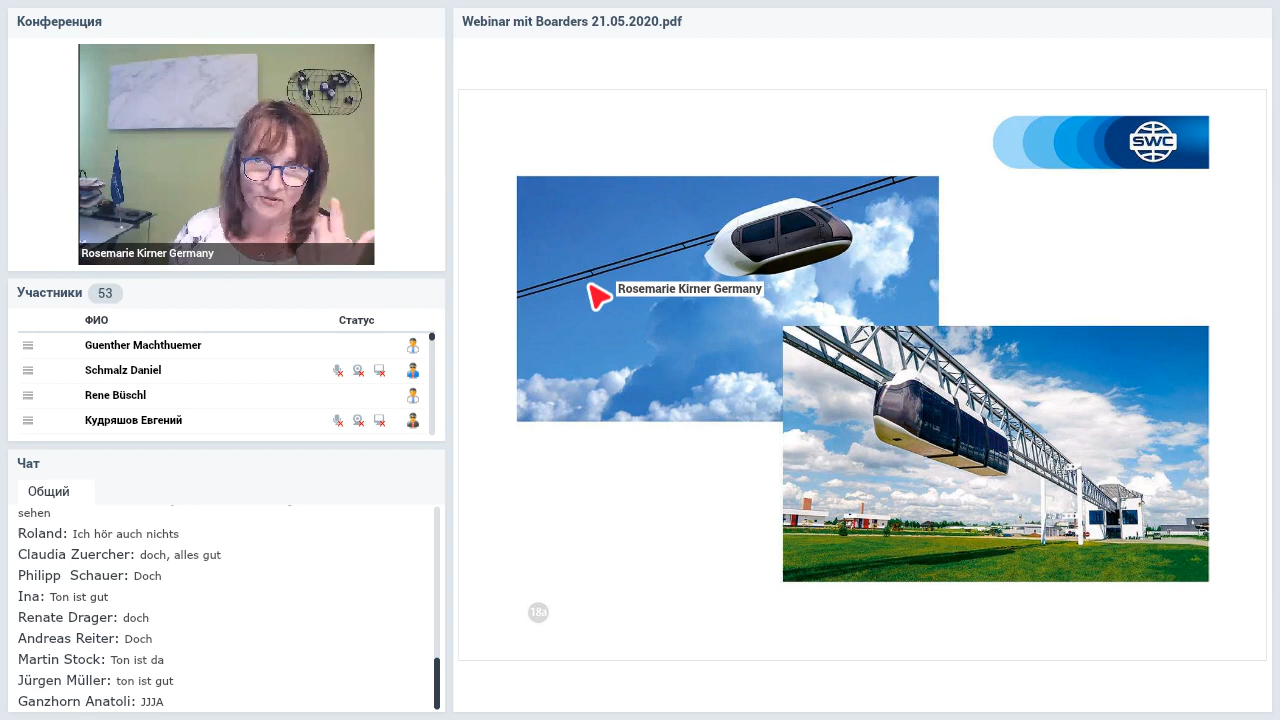 Конференция
Rosemarie Kirner Germany
Участники 53
ФИО Статус
Guenther Machthuemer
Schmalz Daniel
Rene Büschl
Кудряшов Евгений
Чат
Общий
sehen
Roland: Ich hör auch nichts
Claudia Zuercher: doch, alles gut
Philipp Schauer: Doch
Ina: Ton ist gut
Renate Drager: doch
Andreas Reiter: Doch
Martin Stock: Ton ist da
Jürgen Müller: ton ist gut
Ganzhorn Anatoli: JJJA
Webinar mit Boarders 21.05.2020.pdf
SWC
Rosemarie Kirner Germany
18a